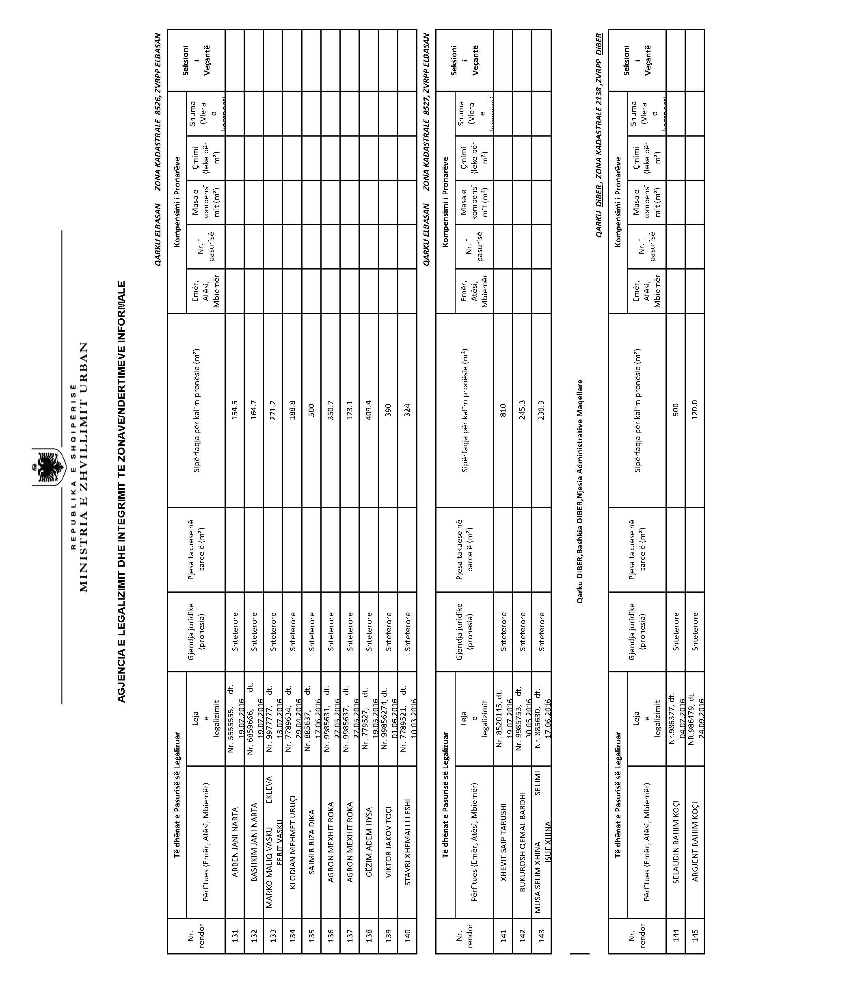 REPUBLIKA E SHQIPËRISË
MINISTRIA E ZHVILLIMIT URBAN
AGJENCIA E LEGALIZIMIT DHE INTEGRIMIT TE ZONAVE/NDERTIMEVE INFORMALE
QARKU ELBASAN ZONA KADASTRALE 8526, ZVRPP ELBASAN
Nr. rendor
Të dhënat e Pasurisë së Legalizuar
Përfitues (Emër, Atësi, Mbiemër)
Leja e legalizimit
Gjendja juridike (pronesia)
Pjesa takuese në parcelë (m²)
Sipërfaqja për kalim pronësie (m²)
Kompensimi i Pronarëve
Emër, Atësi, Mbiemër
Nr. i pasurisë
Masa e kompensimit (m²)
Çmimi (leke për m²)
Shuma (Vlera e kompensi
Seksioni i Veçantë
131 ARBEN JANI NARTA Nr. 5555555, dt. 19.07.2016 Shteterore 154.5
132 BASHKIM JANI NARTA Nr. 6859666, dt. 19.07.2016 Shteterore 164.7
133 MARKO MALIQ VASKU EKLEVA FERIT VASKU Nr. 9977777, dt. 13.07.2016 Shteterore 271.2
134 KLODIAN MEHMET URUÇI Nr. 7789634, dt. 29.04.2016 Shteterore 188.8
135 SAJMIR RIZA DIKA Nr. 885637, dt. 17.06.2016 Shteterore 500
136 AGRON MEXHIT ROKA Nr. 9985631, dt. 27.05.2016 Shteterore 350.7
137 AGRON MEXHIT ROKA Nr. 9985637, dt. 27.05.2016 Shteterore 173.1
138 GËZIM ADEM HYSA Nr. 779527, dt. 19.05.2016 Shteterore 409.4
139 VIKTOR JAKOV TOÇI Nr. 99856274, dt. 01.06.2016 Shteterore 390
140 STAVRI XHEMALI LLESHI Nr. 7789521, dt. 10.03.2016 Shteterore 324
QARKU ELBASAN ZONA KADASTRALE 8527, ZVRPP ELBASAN
Nr. rendor
Të dhënat e Pasurisë së Legalizuar
Përfitues (Emër, Atësi, Mbiemër)
Leja e legalizimit
Gjendja juridike (pronesia)
Pjesa takuese në parcelë (m²)
Sipërfaqja për kalim pronësie (m²)
Kompensimi i Pronarëve
Emër, Atësi, Mbiemër
Nr. i pasurisë
Masa e kompensimit (m²)
Çmimi (leke për m²)
Shuma (Vlera e kompensi
Seksioni i Veçantë
141 XHEVIT SAIP TARUSHI Nr. 8520145, dt. 19.07.2016 Shteterore 810
142 BUKUROSH QEMAL BARDHI Nr. 9985753, dt. 30.05.2016 Shteterore 245.3
143 MUSA SELIM XHINA SELIMI ISUF XHINA Nr. 885630, dt. 17.06.2016 Shteterore 230.3
Qarku DIBER,Bashkia DIBER,Njesia Administrative Maqellare
QARKU DIBER, ZONA KADASTRALE 2138 ,ZVRPP DIBER
Nr. rendor
Të dhënat e Pasurisë së Legalizuar
Përfitues (Emër, Atësi, Mbiemër)
Leja e legalizimit
Gjendja juridike (pronesia)
Pjesa takuese në parcelë (m²)
Sipërfaqja për kalim pronësie (m²)
Kompensimi i Pronarëve
Emër, Atësi, Mbiemër
Nr. i pasurisë
Masa e kompensimit (m²)
Çmimi (leke për m²)
Shuma (Vlera e kompensi
Seksioni i Veçantë
144 SELAUDIN RAHIM KOÇI Nr.986377, dt. 04.07.2016 Shteterore 500
145 ARGJENT RAHIM KOÇI NR.986479, dt. 24.09.2016 Shteterore 120.0